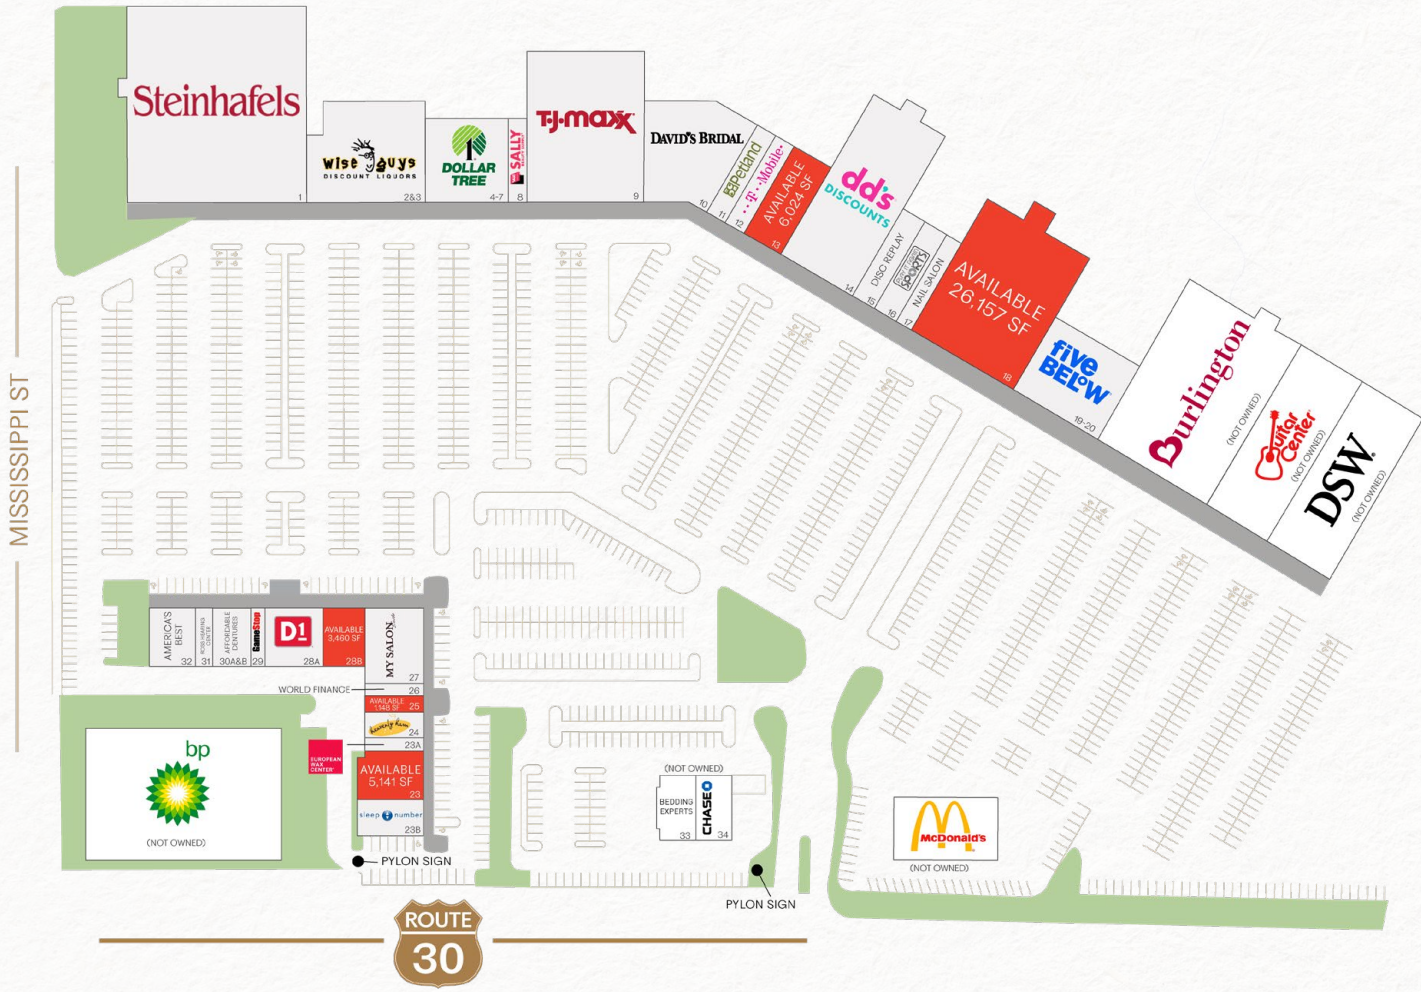 Steinhafels
1
wise guys
DISCOUNT LIQUORS
2&3
1
DOLLAR
TREE
4-7
SALLY
8
T.J.maxx
9
DAVID'S BRIDAL
10
Petland
11
T Mobile
12
AVAILABLE
6,024 SF
13
dd's
DISCOUNTS
14
DISC REPLAY
15
SPORTS
16
NAIL SALON
17
AVAILABLE
26,157 SF
18
five
BELOW
19-20
Burlington
(NOT OWNED)
Guitar
Center
(NOT OWNED)
DSW
(NOT OWNED)
MISSISSIPPI ST
AMERICA'S
BEST
32
31
AFFORDABLE
DENTURES
30A&B
GameStop
29
D1
28A
AVAILABLE
3,460 SF
28B
MY SALON
27
WORLD FINANCE
26
AVAILABLE
1,148 SF
25
heavenly ham
24
23A
EUROPEAN
WAX
CENTER
AVAILABLE
5,141 SF
23
sleep number
23B
bp
(NOT OWNED)
PYLON SIGN
(NOT OWNED)
BEDDING
EXPERTS
33
CHASE
34
PYLON SIGN
McDonald's
(NOT OWNED)
ROUTE
30